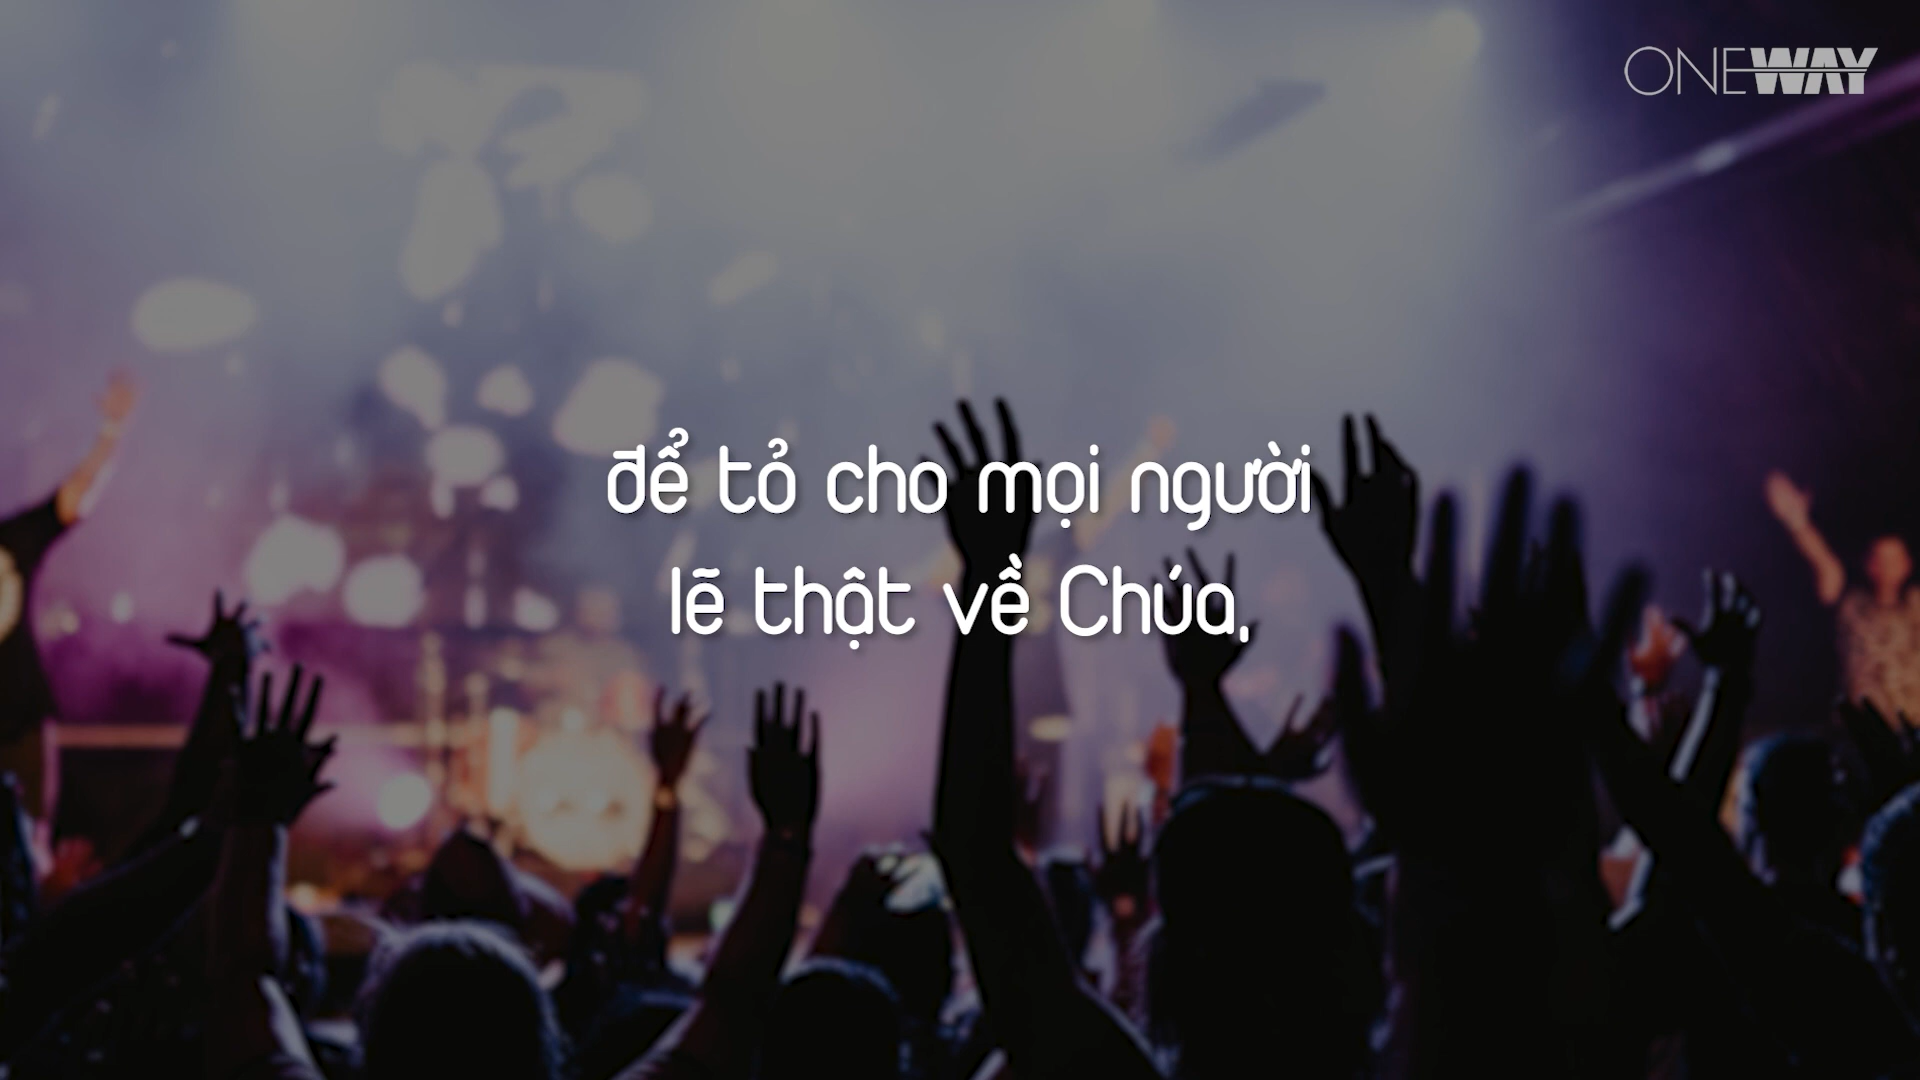 ONEWAY
để tỏ cho mọi người
lẽ thật về Chúa,